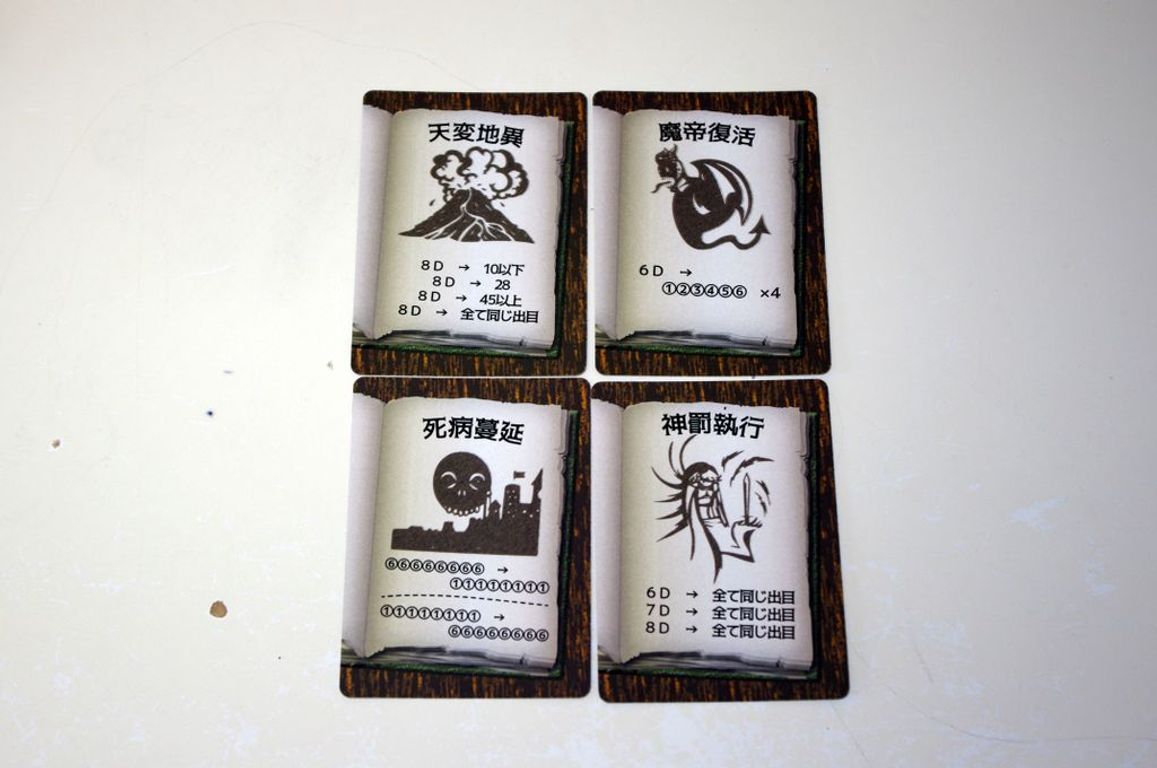 天変地異
8D → 10以下
8D → 28
8D → 45以上
8D → 全て同じ出目
魔帝復活
6D →
①②③④⑤⑥ ×4
死病蔓延
⑥⑥⑥⑥⑥⑥⑥⑥ →
①①①①①①①①
①①①①①①①① →
⑥⑥⑥⑥⑥⑥⑥⑥
神罰執行
6D → 全て同じ出目
7D → 全て同じ出目
8D → 全て同じ出目